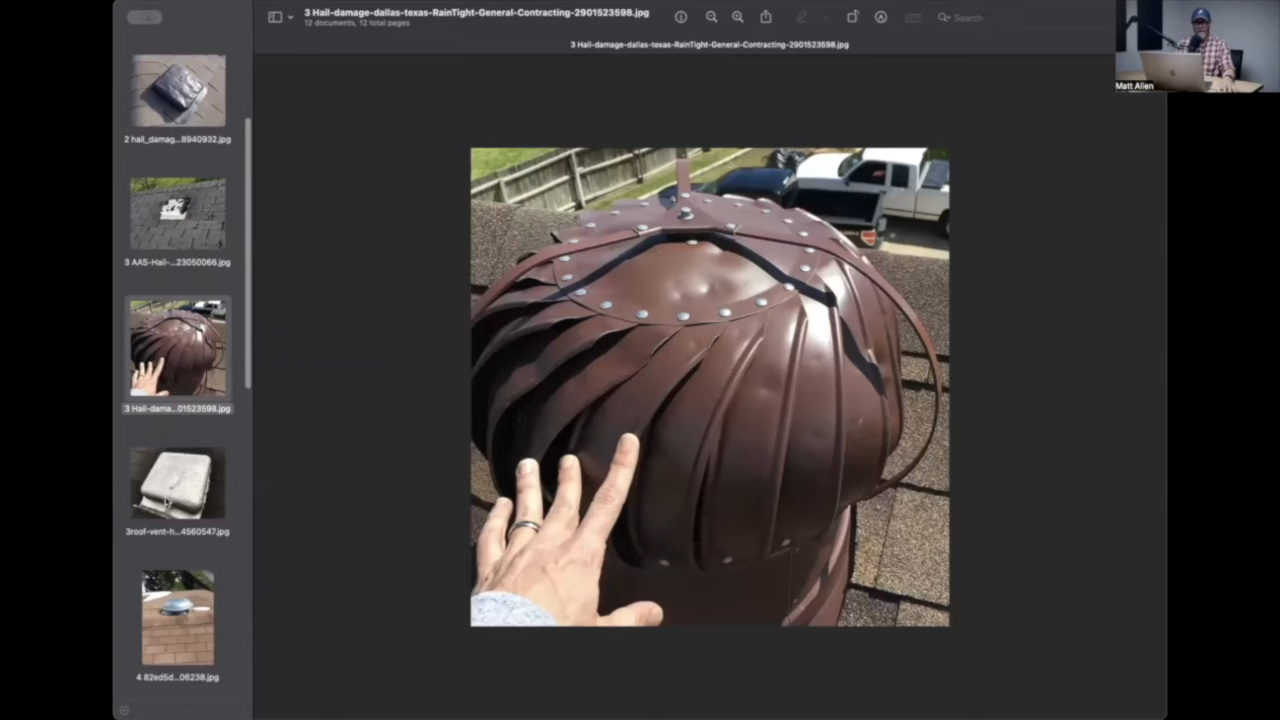 3 Hail-damage-dallas-texas-RainTight-General-Contracting-2901523598.jpg
12 documents, 12 total pages
Search
3 Hail-damage-dallas-texas-RainTight-General-Contracting-2901523598.jpg
Matt Allen
2 hail_damag...8940932.jpg
3 AAS-Hail-...23050066.jpg
3 Hail-dama...01523598.jpg
3roof-vent-h...4560547.jpg
4 82ed5d...06238.jpg